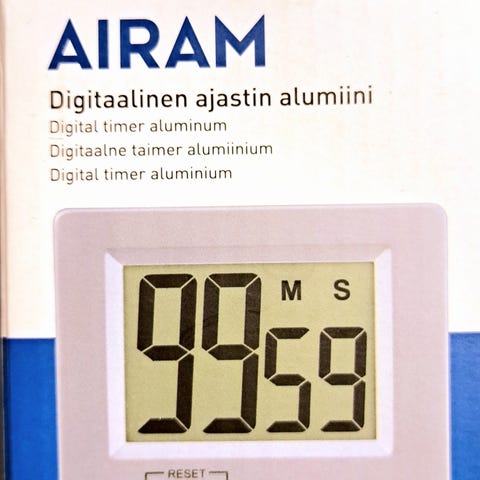 AIRAM
Digitaalinen ajastin alumiini
Digital timer aluminum
Digitaalne taimer alumiinium
Digital timer aluminium
M S
99 59
RESET